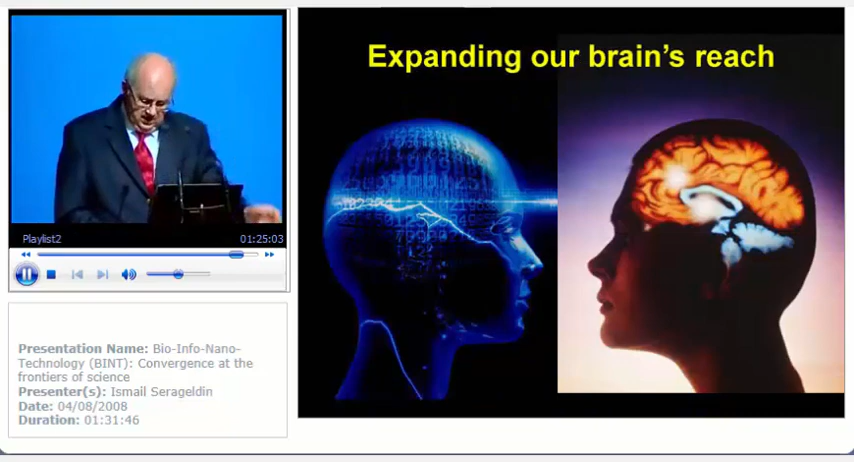 Expanding our brain's reach
Playlist2
01:25:03
Presentation Name: Bio-Info-Nano-
Technology (BINT): Convergence at the
frontiers of science
Presenter(s): Ismail Serageldin
Date: 04/08/2008
Duration: 01:31:46